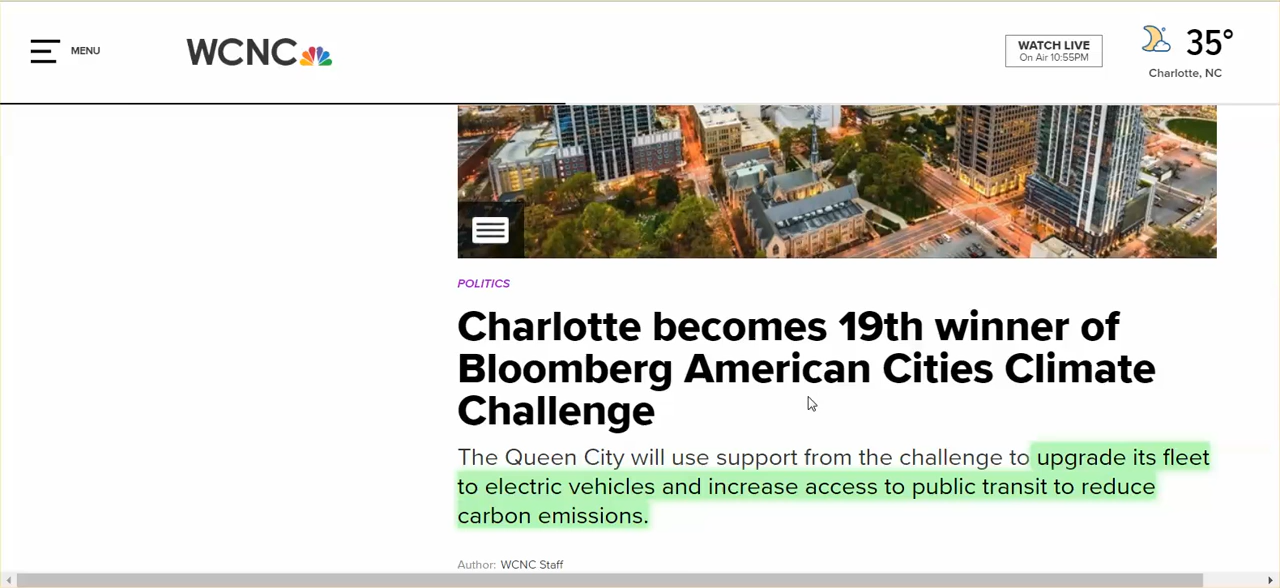 MENU
WCNC
WATCH LIVE
On Air 10:55PM
35°
Charlotte, NC
POLITICS
Charlotte becomes 19th winner of
Bloomberg American Cities Climate
Challenge
The Queen City will use support from the challenge to upgrade its fleet
to electric vehicles and increase access to public transit to reduce
carbon emissions.
Author: WCNC Staff